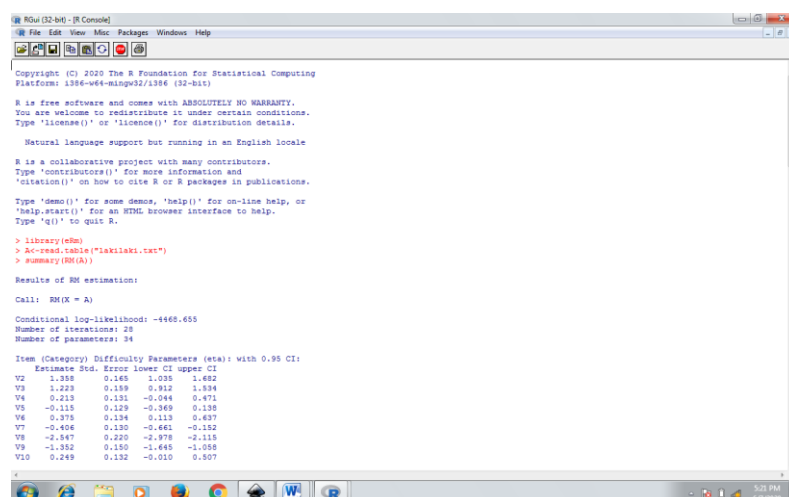 RGui (32-bit) - [R Console]
File Edit View Misc Packages Windows Help
Copyright (C) 2020 The R Foundation for Statistical Computing
Platform: i386-w64-mingw32/i386 (32-bit)
R is free software and comes with ABSOLUTELY NO WARRANTY.
You are welcome to redistribute it under certain conditions.
Type 'license()' or 'licence()' for distribution details.
Natural language support but running in an English locale
R is a collaborative project with many contributors.
Type 'contributors()' for more information and
'citation()' on how to cite R or R packages in publications.
Type 'demo()' for some demos, 'help()' for on-line help, or
'help.start()' for an HTML browser interface to help.
Type 'q()' to quit R.
> library(eRm)
> A<-read.table("lakilaki.txt")
> summary(RM(A))
Results of RM estimation:
Call: RM(X = A)
Conditional log-likelihood: -4468.655
Number of iterations: 28
Number of parameters: 34
Item (Category) Difficulty Parameters (eta): with 0.95 CI:
Estimate Std. Error lower CI upper CI
V2 1.358 0.165 1.035 1.682
V3 1.223 0.159 0.912 1.534
V4 0.213 0.131 -0.044 0.471
V5 -0.115 0.129 -0.369 0.138
V6 0.375 0.134 0.113 0.637
V7 -0.406 0.130 -0.661 -0.152
V8 -2.547 0.220 -2.978 -2.115
V9 -1.352 0.150 -1.645 -1.058
V10 0.249 0.132 -0.010 0.507
5:21 PM